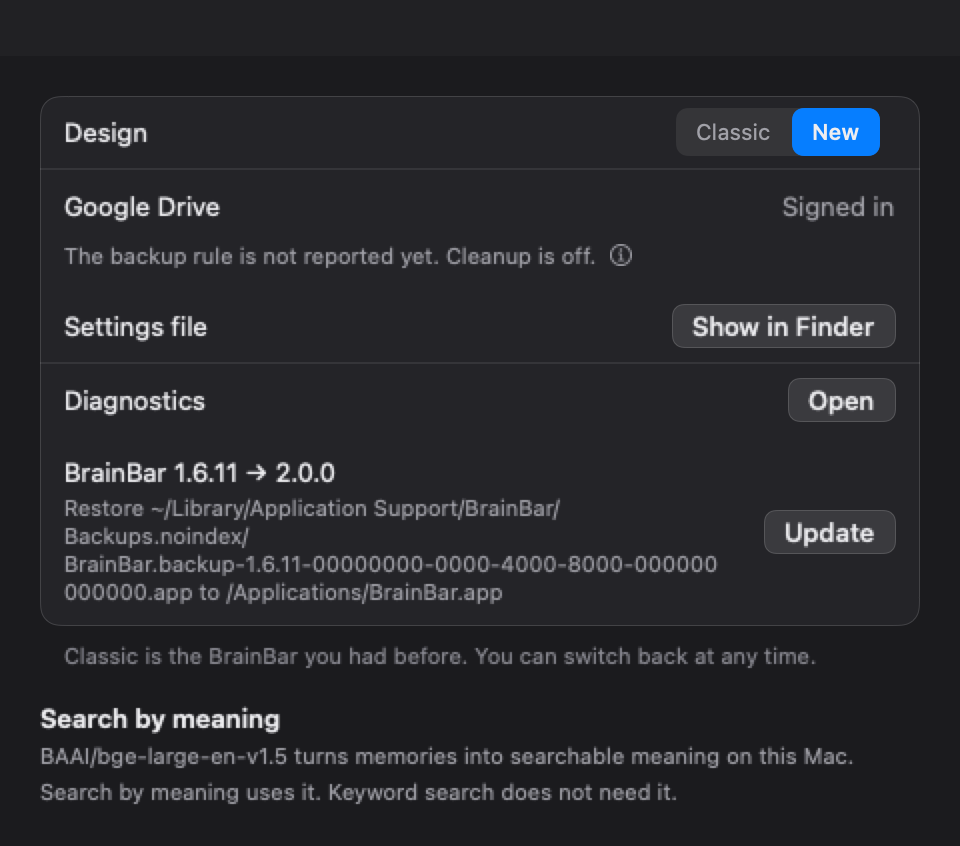 Design
Classic
New
Google Drive
Signed in
The backup rule is not reported yet. Cleanup is off.
Settings file
Show in Finder
Diagnostics
Open
BrainBar 1.6.11 → 2.0.0
Restore ~/Library/Application Support/BrainBar/
Backups.noindex/
BrainBar.backup-1.6.11-00000000-0000-4000-8000-000000
000000.app to /Applications/BrainBar.app
Update
Classic is the BrainBar you had before. You can switch back at any time.
Search by meaning
BAAI/bge-large-en-v1.5 turns memories into searchable meaning on this Mac.
Search by meaning uses it. Keyword search does not need it.